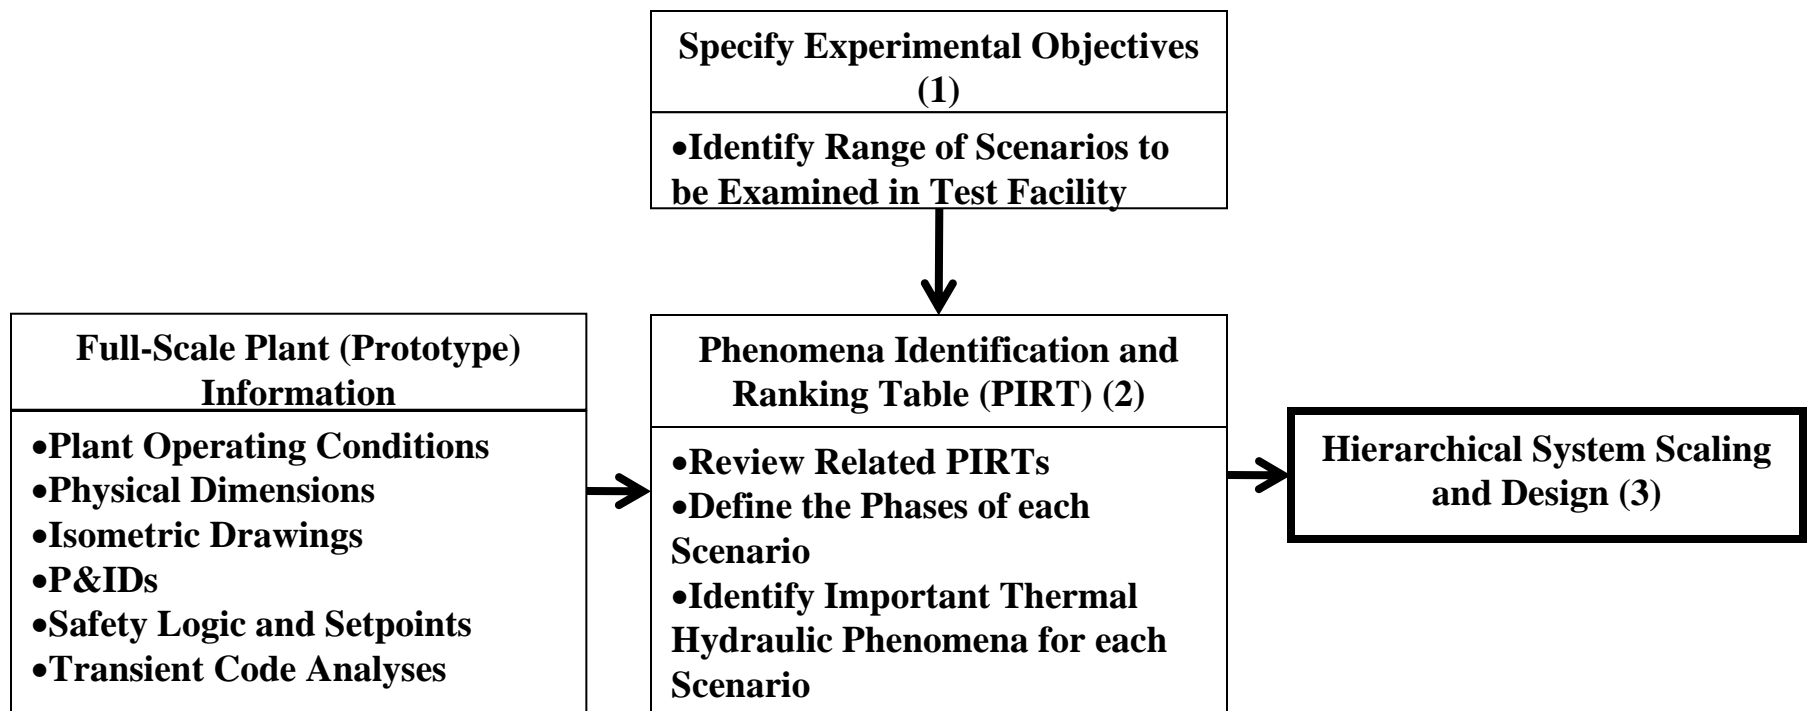 Specify Experimental Objectives
(1)
•Identify Range of Scenarios to
be Examined in Test Facility
Full-Scale Plant (Prototype)
Information
•Plant Operating Conditions
•Physical Dimensions
•Isometric Drawings
•P&IDs
•Safety Logic and Setpoints
•Transient Code Analyses
Phenomena Identification and
Ranking Table (PIRT) (2)
•Review Related PIRTs
•Define the Phases of each
Scenario
•Identify Important Thermal
Hydraulic Phenomena for each
Scenario
Hierarchical System Scaling
and Design (3)